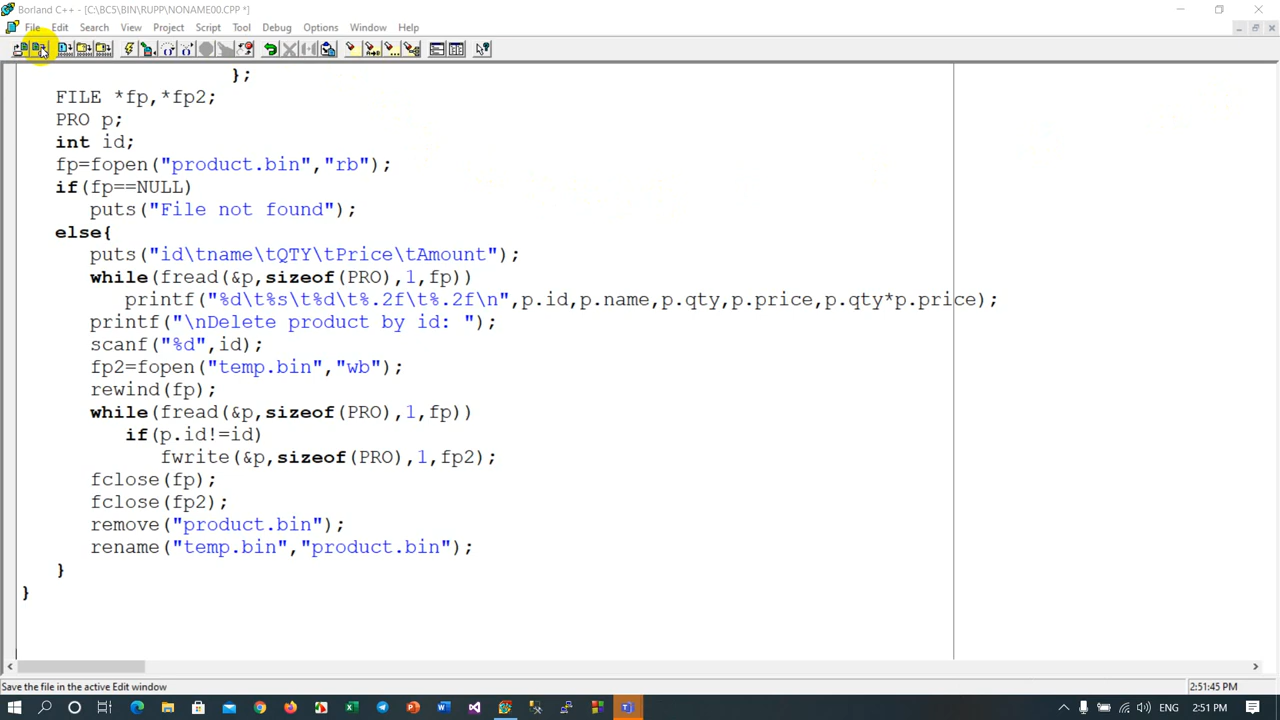 Borland C++ - [C:\BC5\BIN\RUPP\NONAME00.CPP *]
File Edit Search View Project Script Tool Debug Options Window Help
};
FILE *fp,*fp2;
PRO p;
int id;
fp=fopen("product.bin","rb");
if(fp==NULL)
puts("File not found");
else{
puts("id\tname\tQTY\tPrice\tAmount");
while(fread(&p,sizeof(PRO),1,fp))
printf("%d\t%s\t%d\t%.2f\t%.2f\n",p.id,p.name,p.qty,p.price,p.qty*p.price);
printf("\nDelete product by id: ");
scanf("%d",id);
fp2=fopen("temp.bin","wb");
rewind(fp);
while(fread(&p,sizeof(PRO),1,fp))
if(p.id!=id)
fwrite(&p,sizeof(PRO),1,fp2);
fclose(fp);
fclose(fp2);
remove("product.bin");
rename("temp.bin","product.bin");
}
}
Save the file in the active Edit window 2:51:45 PM
ENG 2:51 PM